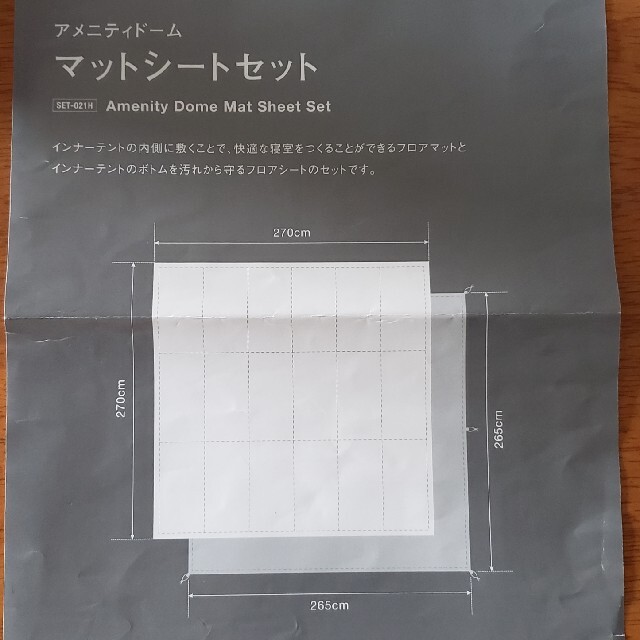 アメニティドーム
マットシートセット
SET-021H Amenity Dome Mat Sheet Set
インナーテントの内側に敷くことで、快適な寝室をつくることができるフロアマットと
インナーテントのボトムを汚れから守るフロアシートのセットです。
270cm
270cm
265cm
265cm